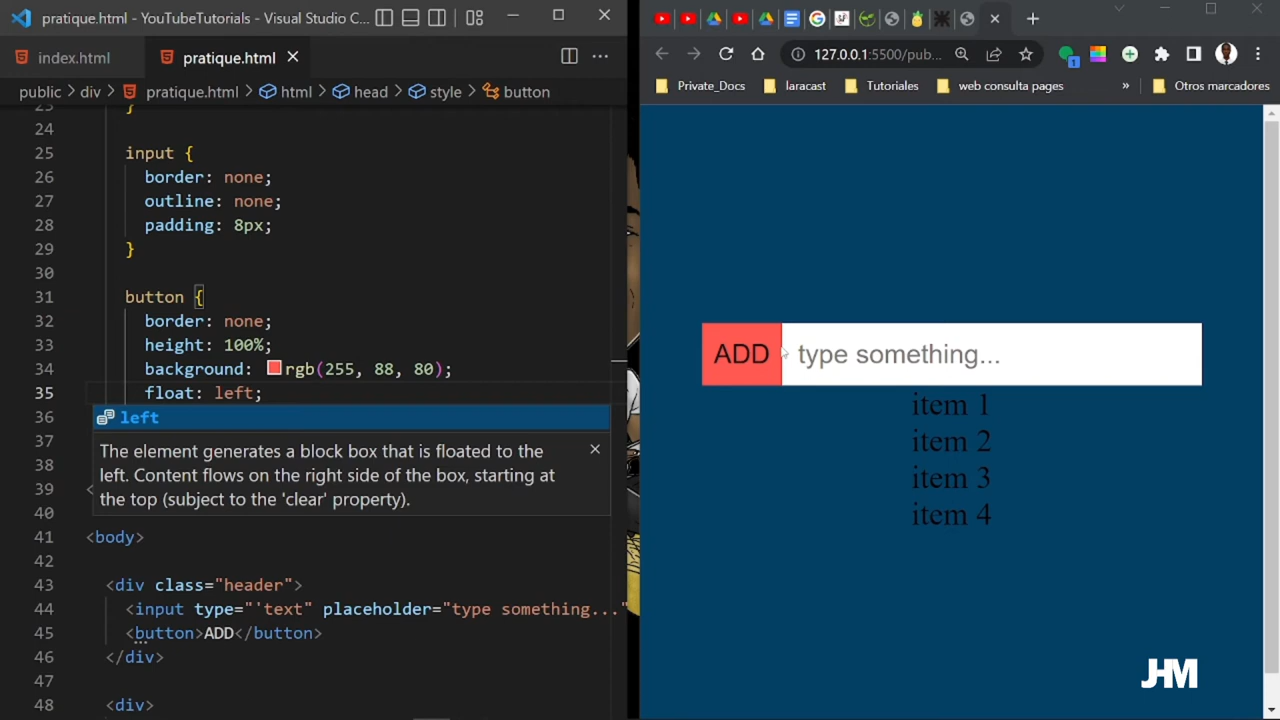 pratique.html - YouTubeTutorials - Visual Studio C...
index.html
pratique.html
public > div > pratique.html > html > head > style > button
23 }
24
25 input {
26 border: none;
27 outline: none;
28 padding: 8px;
29 }
30
31 button {
32 border: none;
33 height: 100%;
34 background: rgb(255, 88, 80);
35 float: left;
36 left
37 The element generates a block box that is floated to the
38 left. Content flows on the right side of the box, starting at
39 < the top (subject to the 'clear' property).
40
41 <body>
42
43 <div class="header">
44 <input type="'text" placeholder="type something..."
45 <button>ADD</button>
46 </div>
47
48 <div>
127.0.0.1:5500/pub...
1
Private_Docs
laracast
Tutoriales
web consulta pages
»
Otros marcadores
ADD
type something...
item 1
item 2
item 3
item 4
JHM